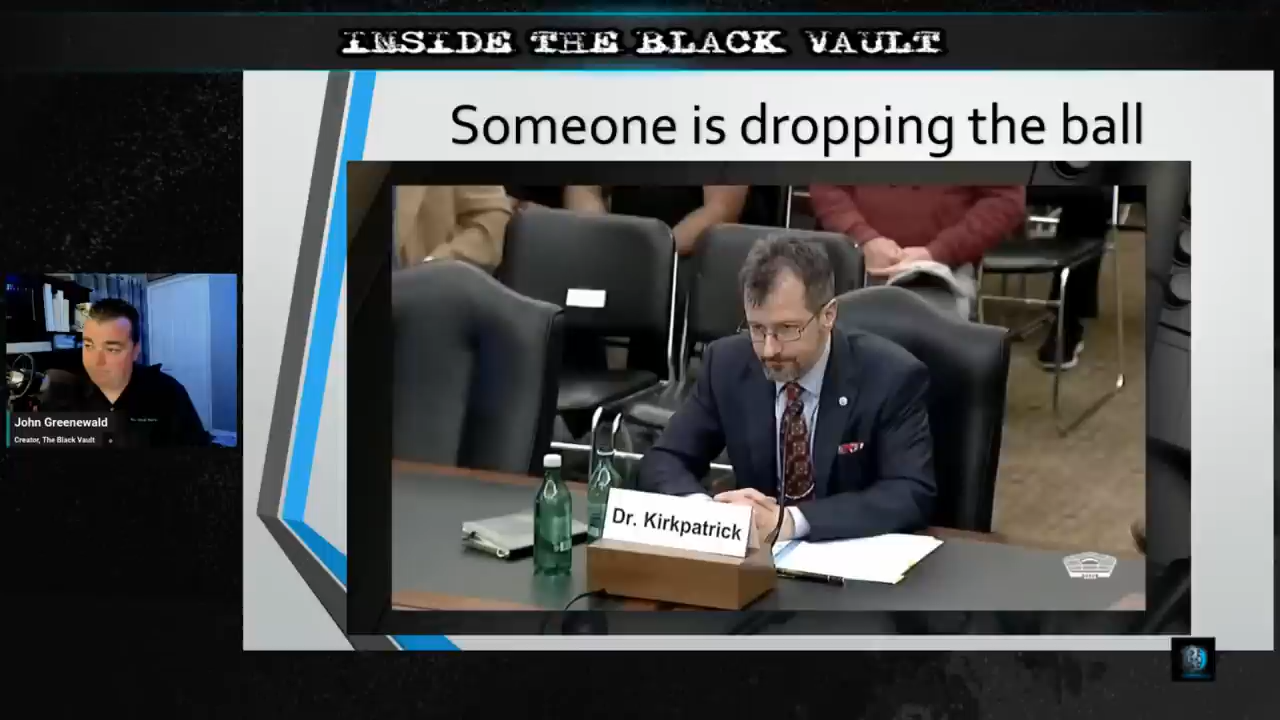 INSIDE THE BLACK VAULT
Someone is dropping the ball
John Greenewald
Creator, The Black Vault
Dr. Kirkpatrick